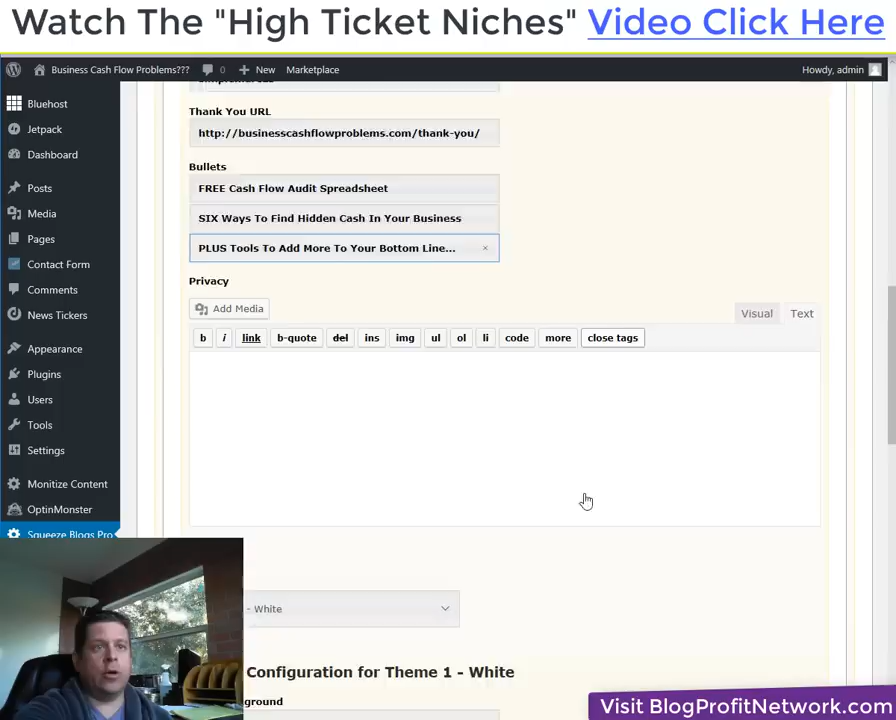 Watch The "High Ticket Niches" Video Click Here
Business Cash Flow Problems??? 0 New Marketplace Howdy, admin
Bluehost
Jetpack
Dashboard
Posts
Media
Pages
Contact Form
Comments
News Tickers
Appearance
Plugins
Users
Tools
Settings
Monitize Content
OptinMonster
Squeeze Blogs Pro
Thank You URL
http://businesscashflowproblems.com/thank-you/
Bullets
FREE Cash Flow Audit Spreadsheet
SIX Ways To Find Hidden Cash In Your Business
PLUS Tools To Add More To Your Bottom Line...
Privacy
Add Media
Visual Text
b i link b-quote del ins img ul ol li code more close tags
- White
Configuration for Theme 1 - White
ground
Visit BlogProfitNetwork.com